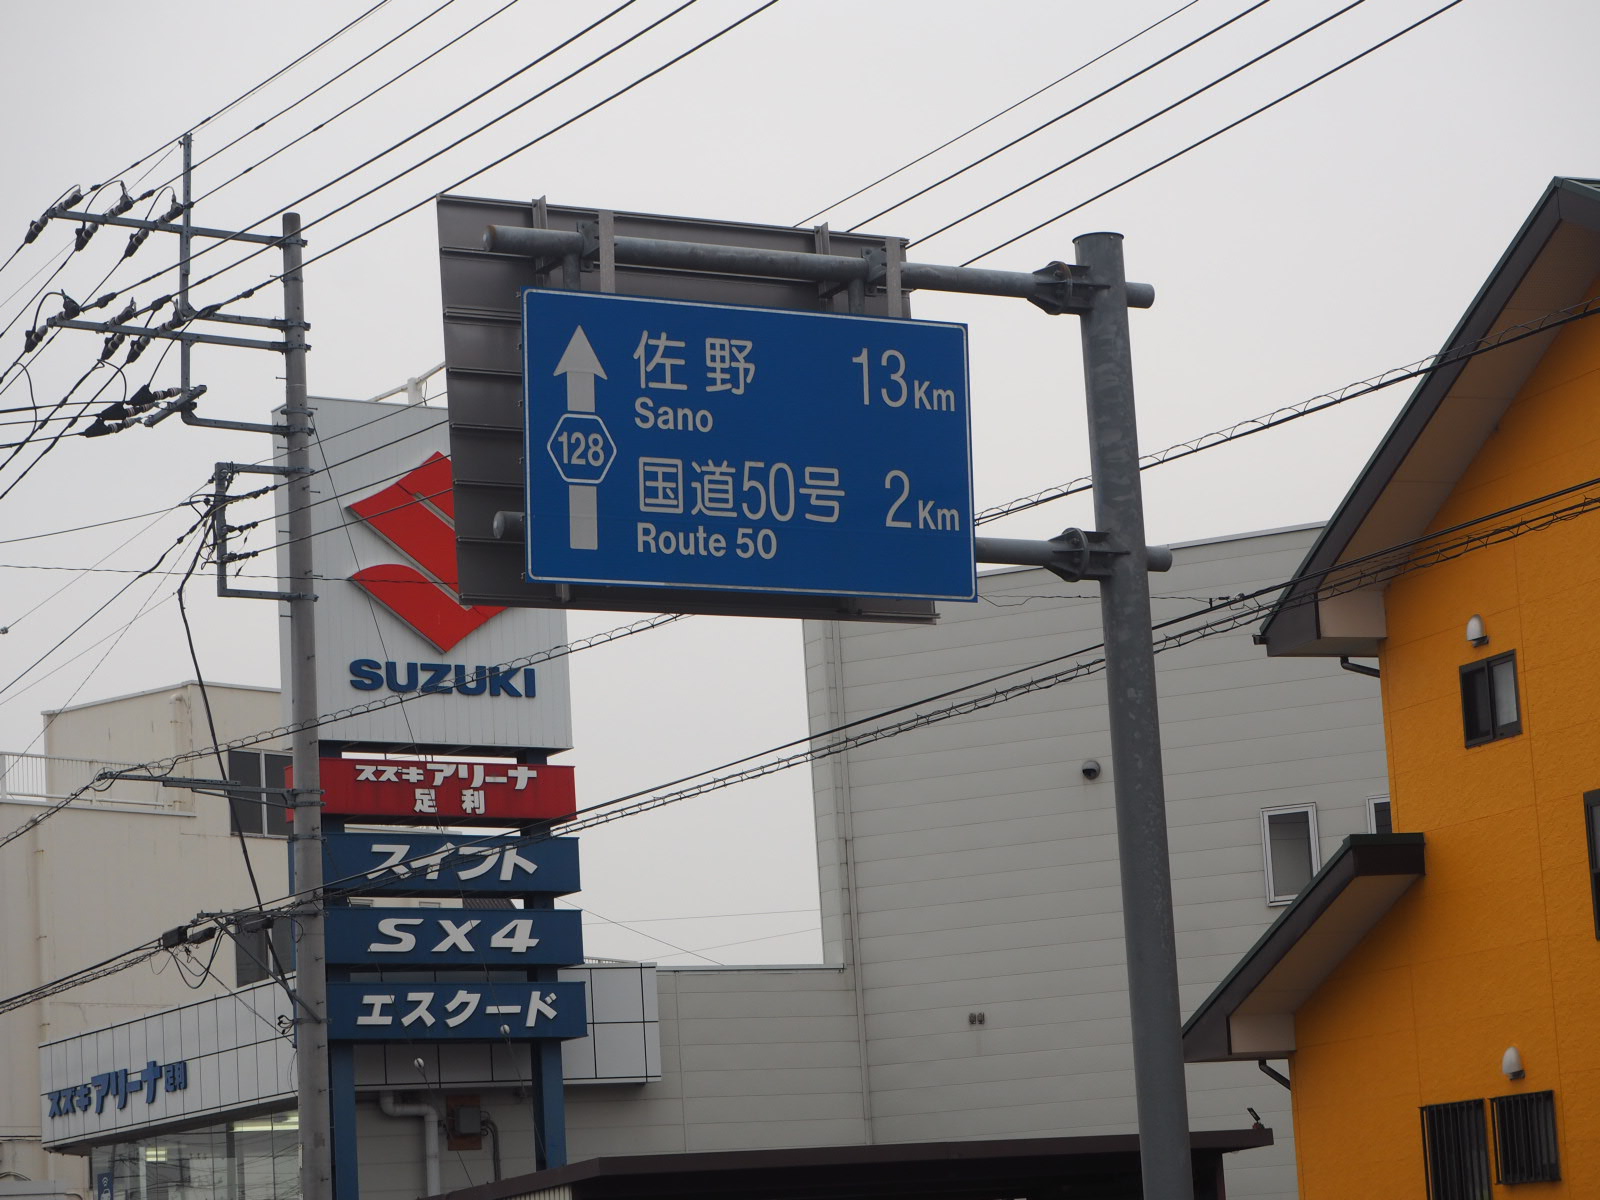 佐野 13Km
Sano
128
国道50号 2Km
Route 50
SUZUKI
スズキアリーナ
足利
スイフト
SX4
エスクード
スズキアリーナ